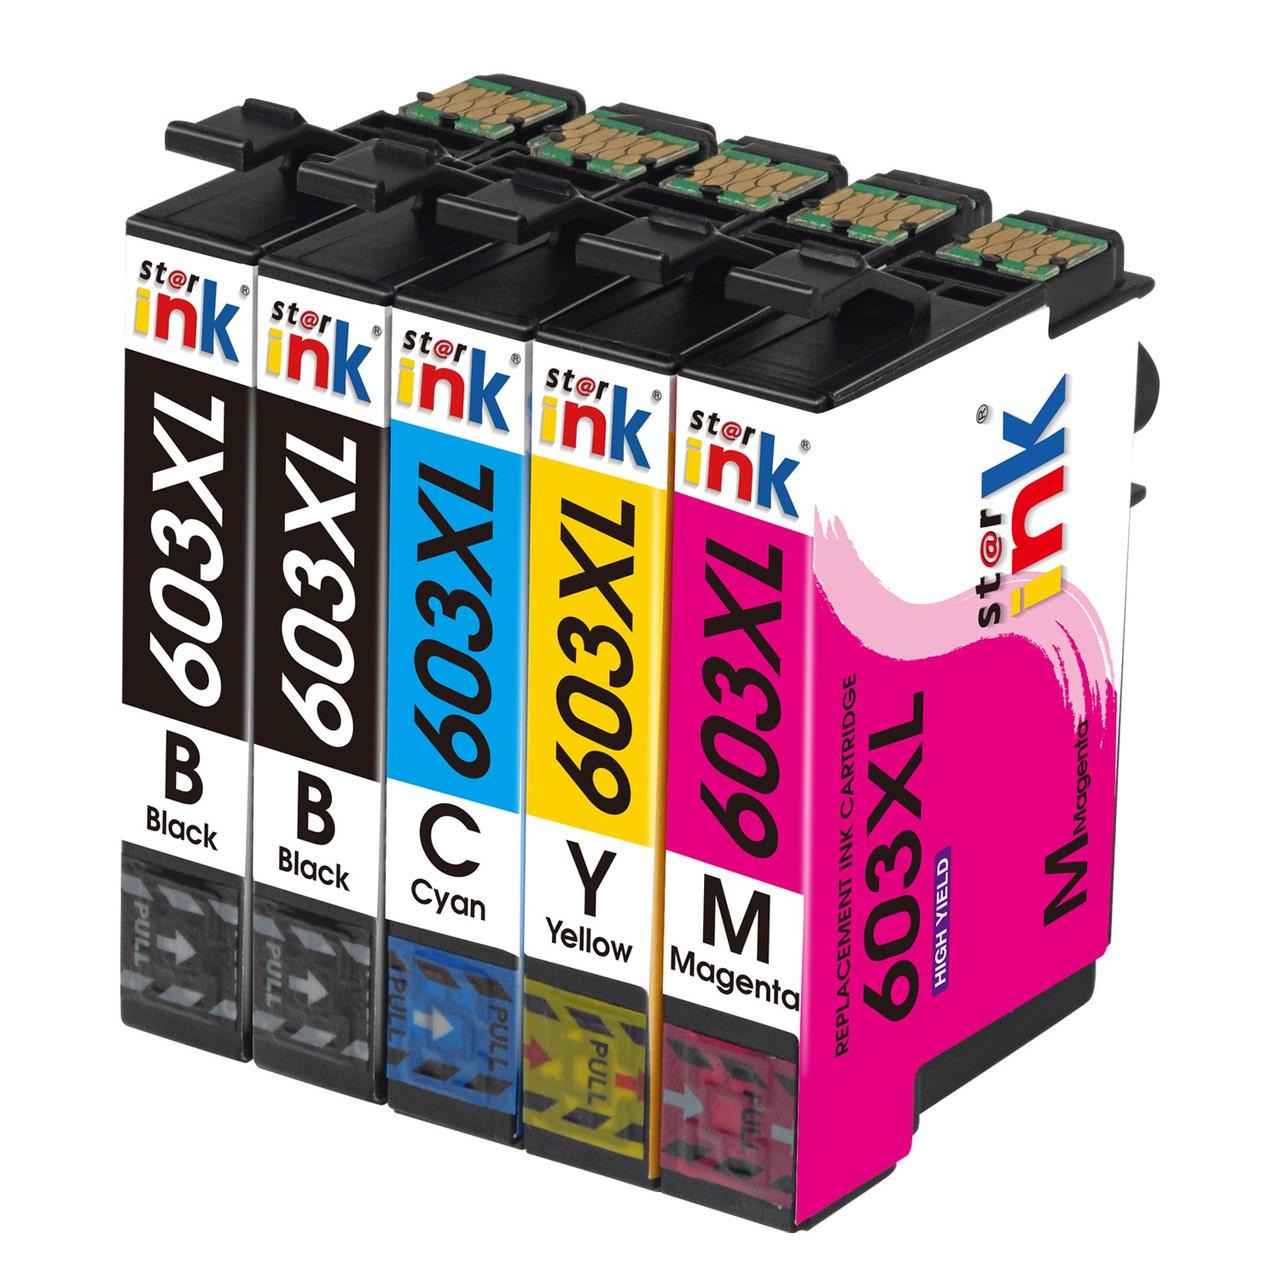 st@r
ink®
603XL
B
Black
PULL
st@r
ink®
603XL
B
Black
PULL
st@r
ink®
603XL
C
Cyan
PULL
PULL
st@r
ink®
603XL
Y
Yellow
PULL
st@r
ink®
603XL
M
Magenta
PULL
st@r
ink®
REPLACEMENT INK CARTRIDGE
603XL
HIGH YIELD
M Magenta